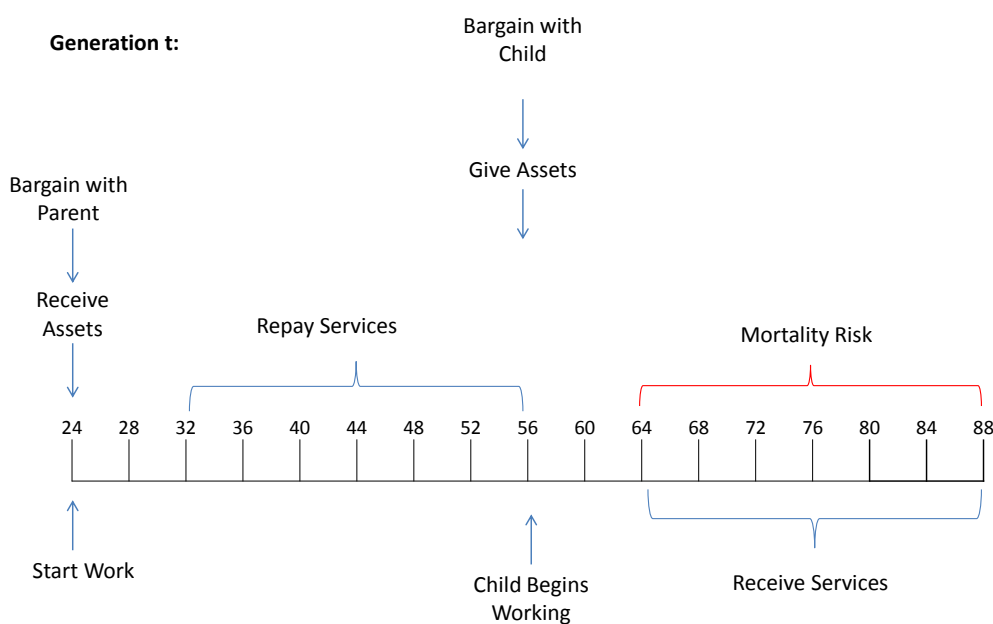 Generation t:
Bargain with
Child
Give Assets
Bargain with
Parent
Receive
Assets
Repay Services
Mortality Risk
24 28 32 36 40 44 48 52 56 60 64 68 72 76 80 84 88
Start Work
Child Begins
Working
Receive Services